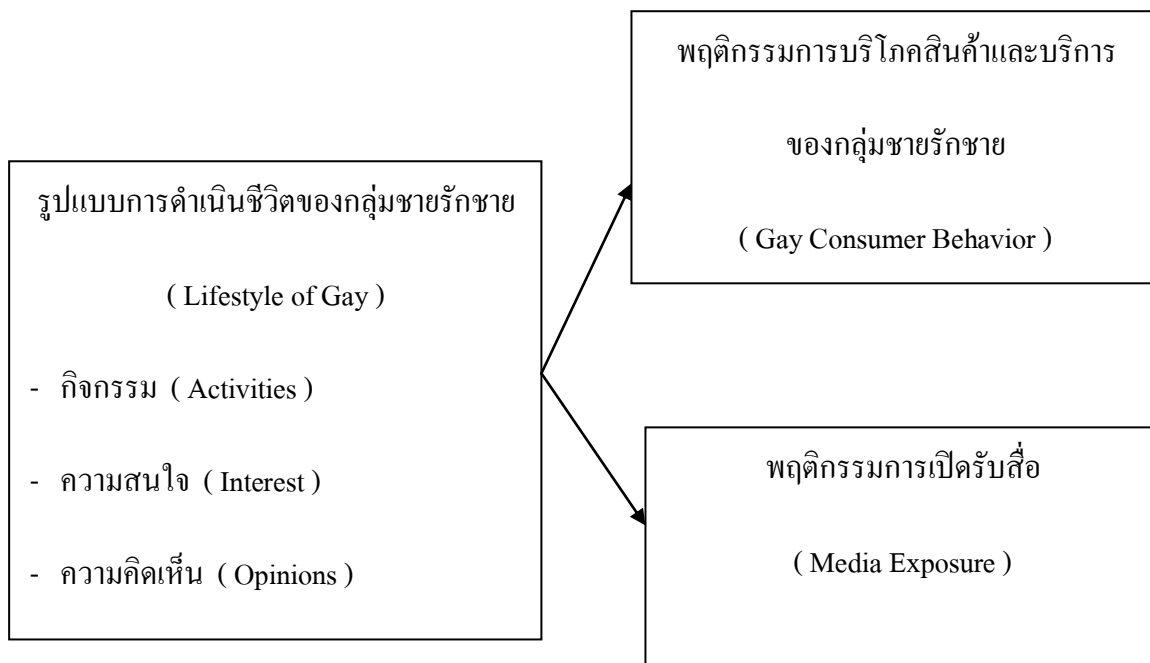 รูปแบบการดำเนินชีวิตของกลุ่มชายรักชาย
( Lifestyle of Gay )
- กิจกรรม ( Activities )
- ความสนใจ ( Interest )
- ความคิดเห็น ( Opinions )
พฤติกรรมการบริโภคสินค้าและบริการ
ของกลุ่มชายรักชาย
( Gay Consumer Behavior )
พฤติกรรมการเปิดรับสื่อ
( Media Exposure )